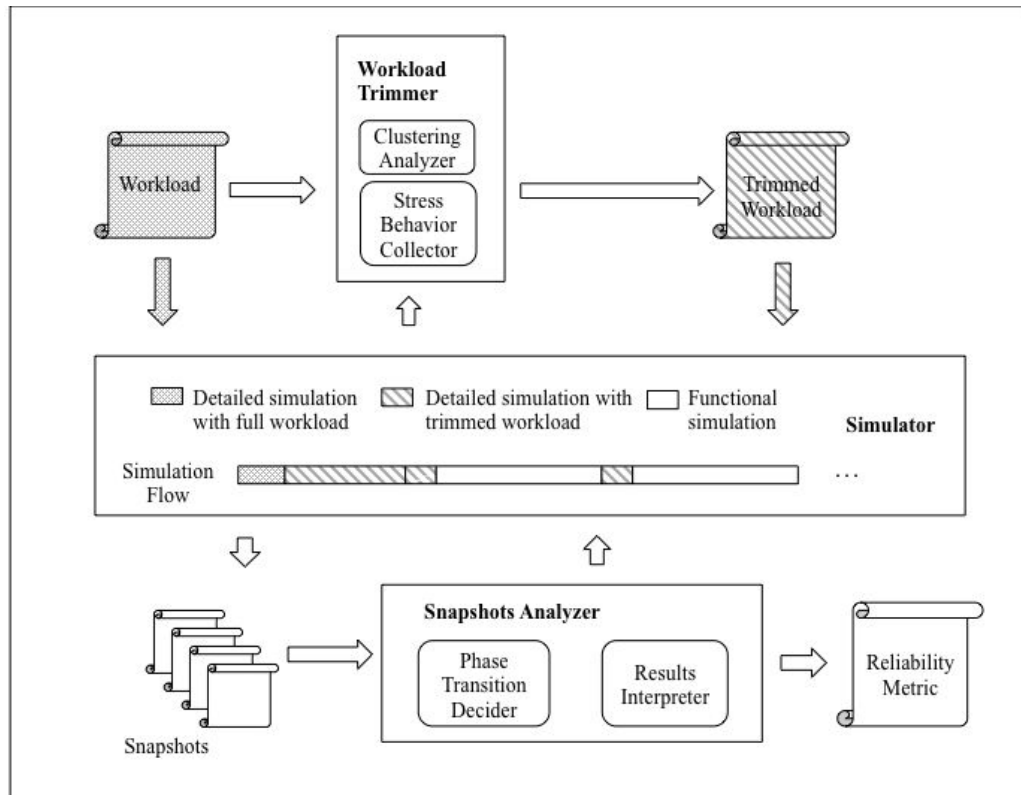 Workload
Trimmer
Clustering
Analyzer
Stress
Behavior
Collector
Workload
Trimmed
Workload
Detailed simulation
with full workload
Detailed simulation with
trimmed workload
Functional
simulation
Simulator
Simulation
Flow
...
Snapshots Analyzer
Phase
Transition
Decider
Results
Interpreter
Reliability
Metric
Snapshots